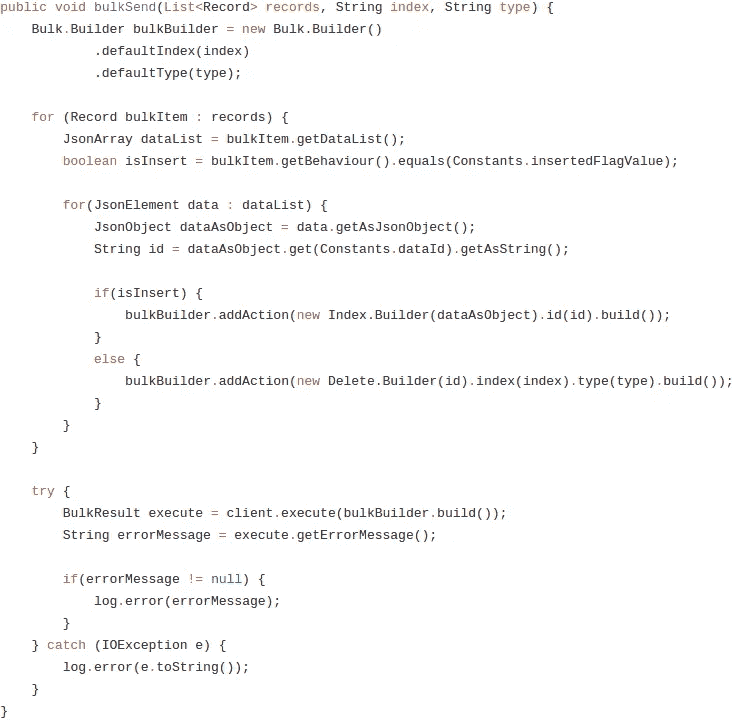 public void bulkSend(List<Record> records, String index, String type) {
    Bulk.Builder bulkBuilder = new Bulk.Builder()
            .defaultIndex(index)
            .defaultType(type);

    for (Record bulkItem : records) {
        JsonArray dataList = bulkItem.getDataList();
        boolean isInsert = bulkItem.getBehaviour().equals(Constants.insertedFlagValue);

        for(JsonElement data : dataList) {
            JsonObject dataAsObject = data.getAsJsonObject();
            String id = dataAsObject.get(Constants.dataId).getAsString();

            if(isInsert) {
                bulkBuilder.addAction(new Index.Builder(dataAsObject).id(id).build());
            }
            else {
                bulkBuilder.addAction(new Delete.Builder(id).index(index).type(type).build());
            }
        }
    }

    try {
        BulkResult execute = client.execute(bulkBuilder.build());
        String errorMessage = execute.getErrorMessage();

        if(errorMessage != null) {
            log.error(errorMessage);
        }
    } catch (IOException e) {
        log.error(e.toString());
    }
}